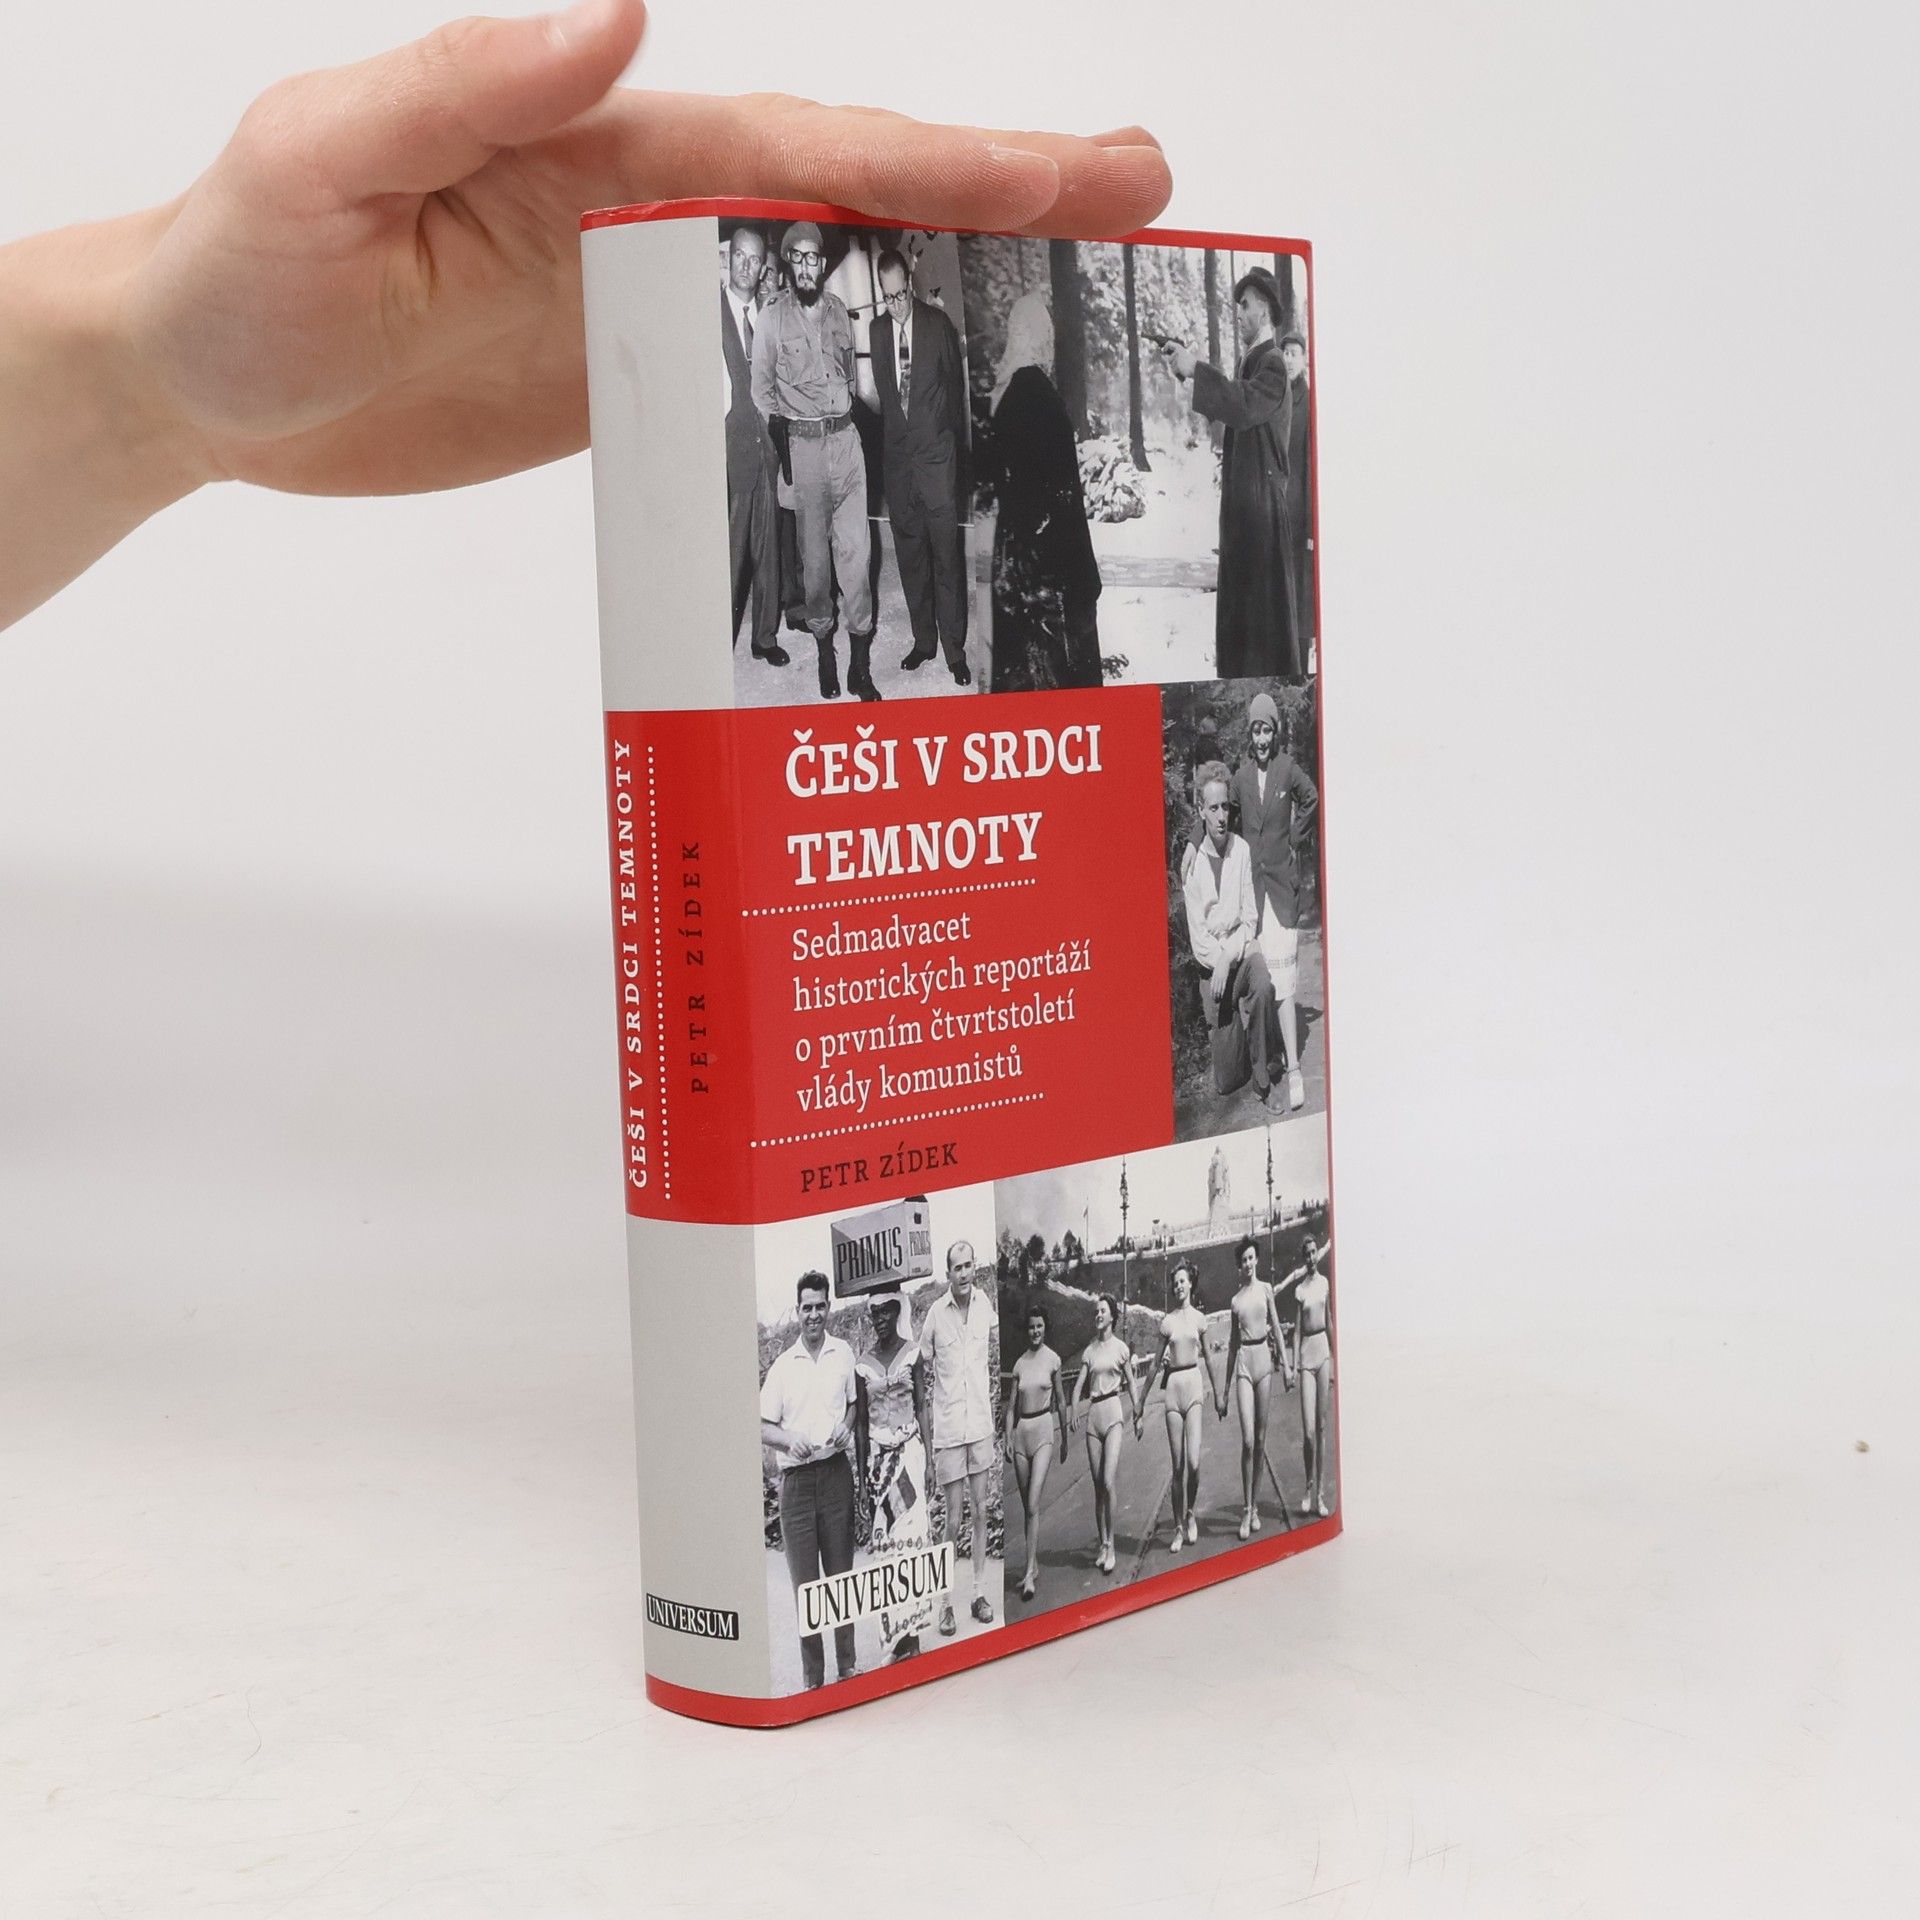 ČEŠI V SRDCI TEMNOTY
PETR ZÍDEK
UNIVERSUM
ČEŠI V SRDCI
TEMNOTY
Sedmadvacet
historických reportáží
o prvním čtvrtstoletí
vlády komunistů
PETR ZÍDEK
PRIMUS
PRIMUS
UNIVERSUM